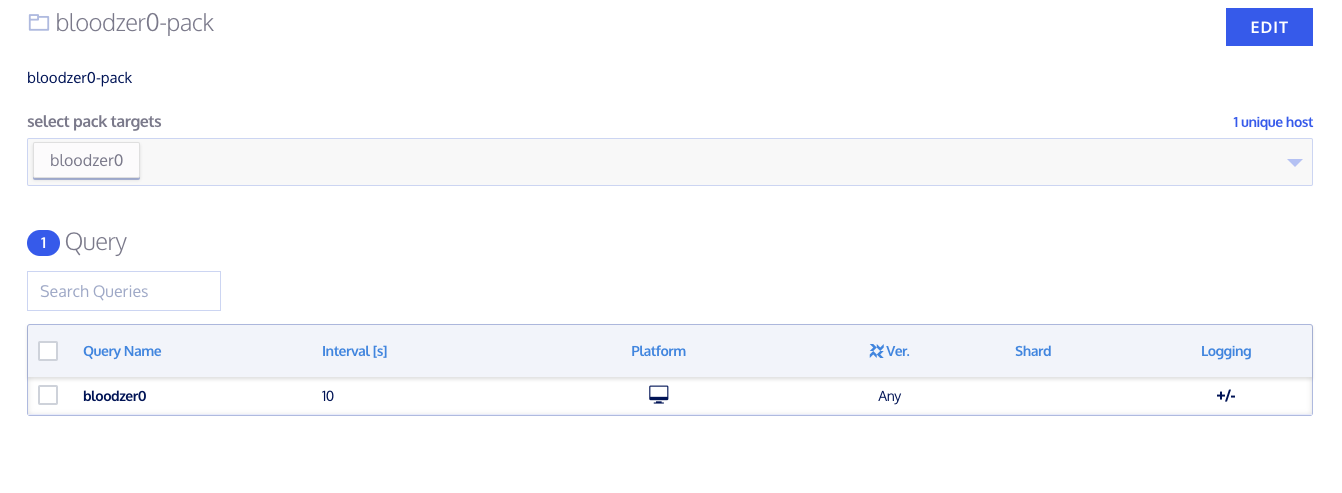 bloodzer0-pack
EDIT
bloodzer0-pack
select pack targets
1 unique host
bloodzer0
1 Query
Search Queries
Query Name Interval [s] Platform Ver. Shard Logging
bloodzer0 10 Any +/-